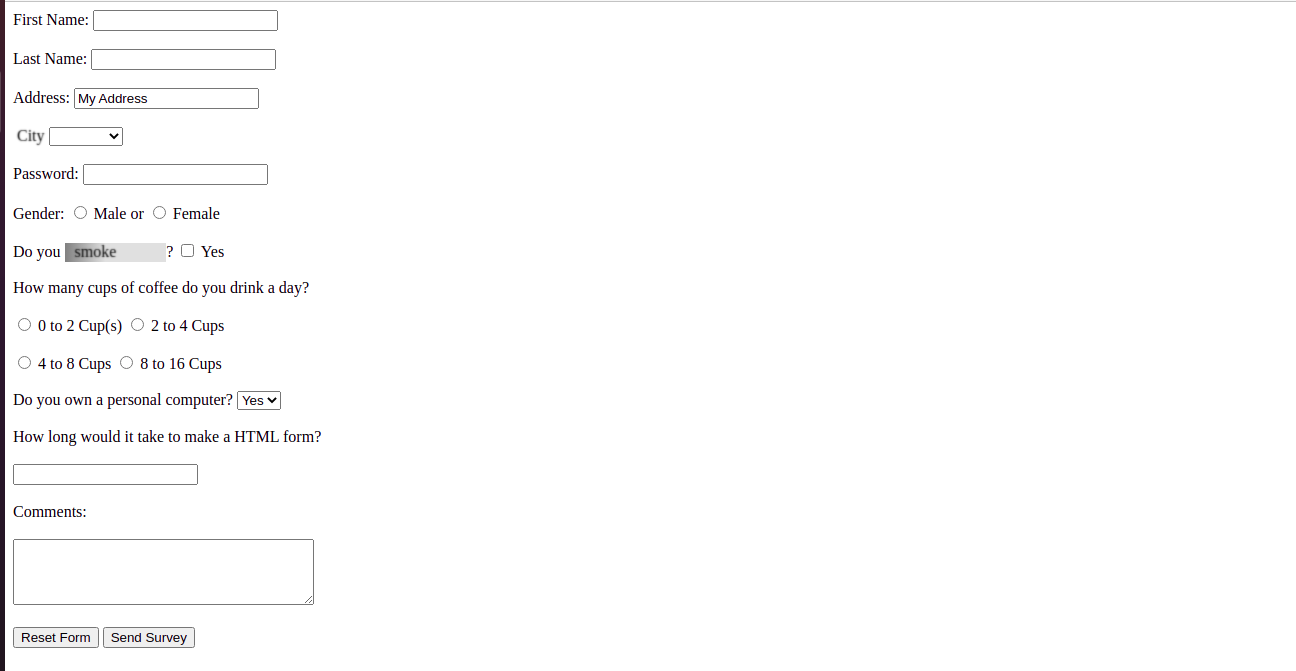 First Name:
Last Name:
Address: My Address
City
Password:
Gender: Male or Female
Do you smoke ? Yes
How many cups of coffee do you drink a day?
0 to 2 Cup(s) 2 to 4 Cups
4 to 8 Cups 8 to 16 Cups
Do you own a personal computer? Yes
How long would it take to make a HTML form?
Comments:
Reset Form Send Survey